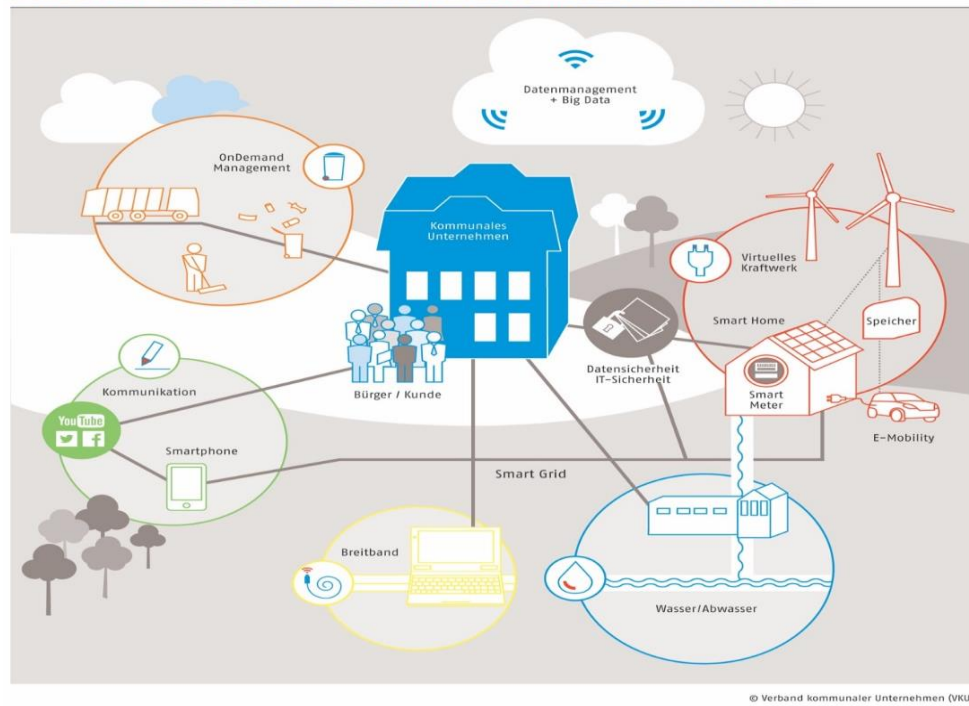 Datenmanagement
+ Big Data
OnDemand
Management
Kommunales
Unternehmen
Virtuelles
Kraftwerk
Smart Home
Speicher
Datensicherheit
IT-Sicherheit
Smart
Meter
E-Mobility
Bürger / Kunde
Kommunikation
YouTube
Smartphone
Smart Grid
Breitband
Wasser/Abwasser
© Verband kommunaler Unternehmen (VKU